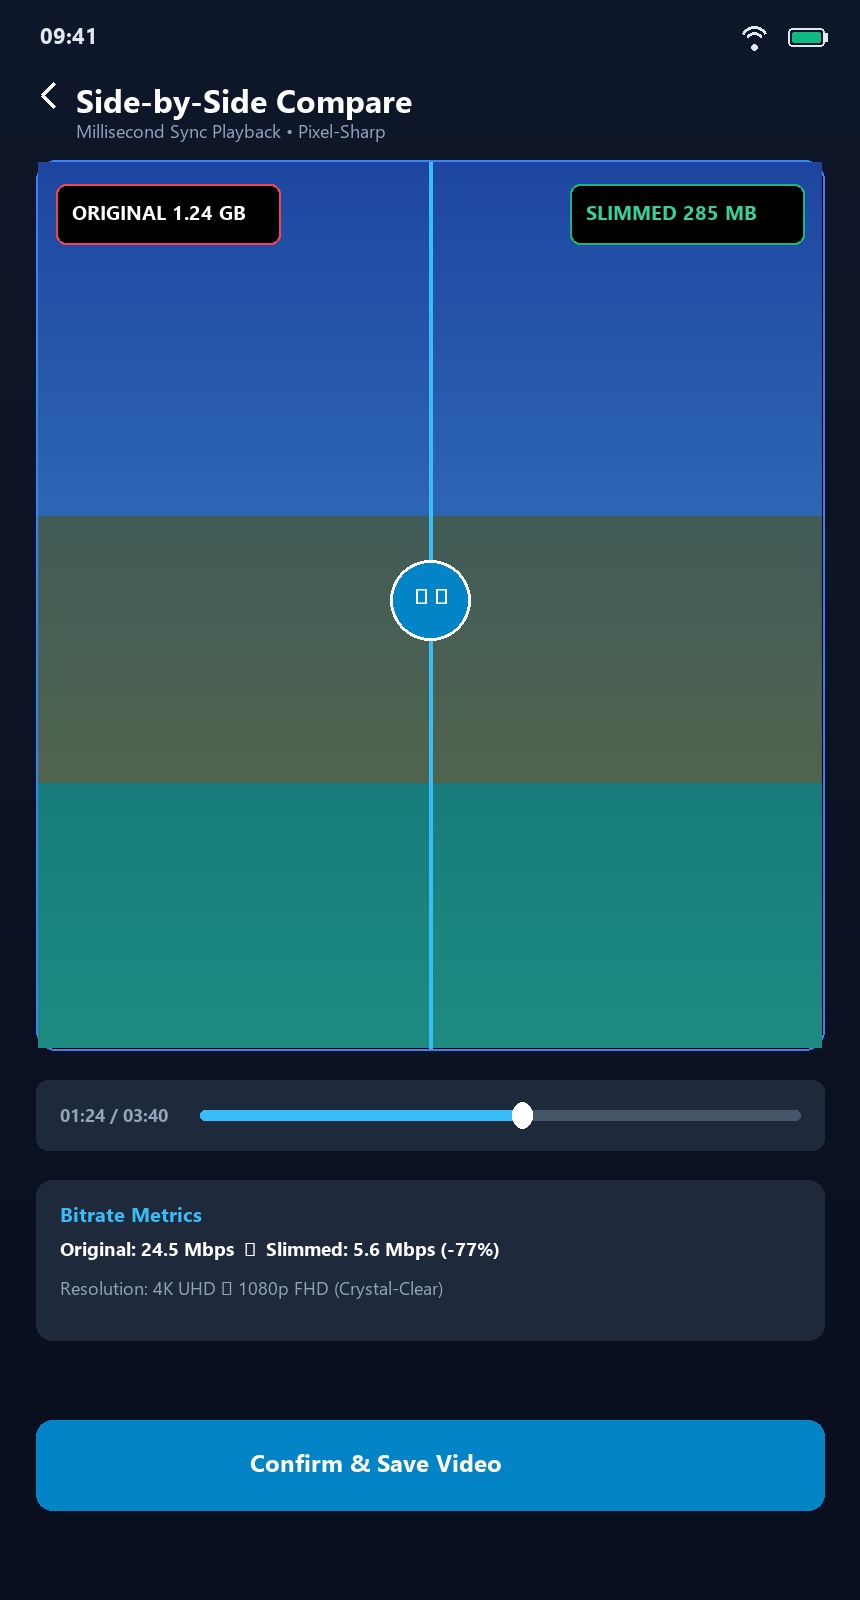 09:41
Side-by-Side Compare
Millisecond Sync Playback • Pixel-Sharp
ORIGINAL 1.24 GB
SLIMMED 285 MB
01:24 / 03:40
Bitrate Metrics
Original: 24.5 Mbps ▯ Slimmed: 5.6 Mbps (-77%)
Resolution: 4K UHD ▯ 1080p FHD (Crystal-Clear)
Confirm & Save Video